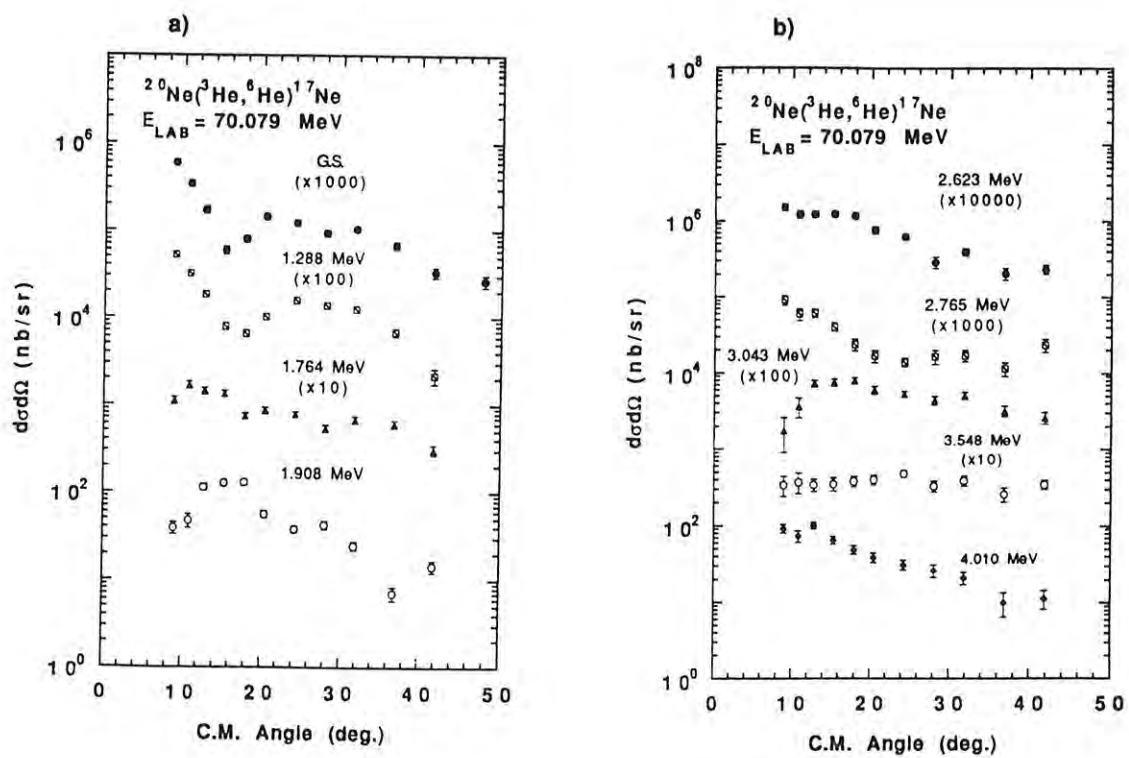 a)
²⁰Ne(³He,⁶He)¹⁷Ne
E_LAB = 70.079 MeV
G.S.
(x1000)
1.288 MeV
(x100)
1.764 MeV
(x10)
1.908 MeV
10⁶
10⁴
10²
10⁰
dσdΩ (nb/sr)
0 10 20 30 40 50
C.M. Angle (deg.)
b)
²⁰Ne(³He,⁶He)¹⁷Ne
E_LAB = 70.079 MeV
2.623 MeV
(x10000)
2.765 MeV
(x1000)
3.043 MeV
(x100)
3.548 MeV
(x10)
4.010 MeV
10⁸
10⁶
10⁴
10²
10⁰
dσdΩ (nb/sr)
0 10 20 30 40 50
C.M. Angle (deg.)